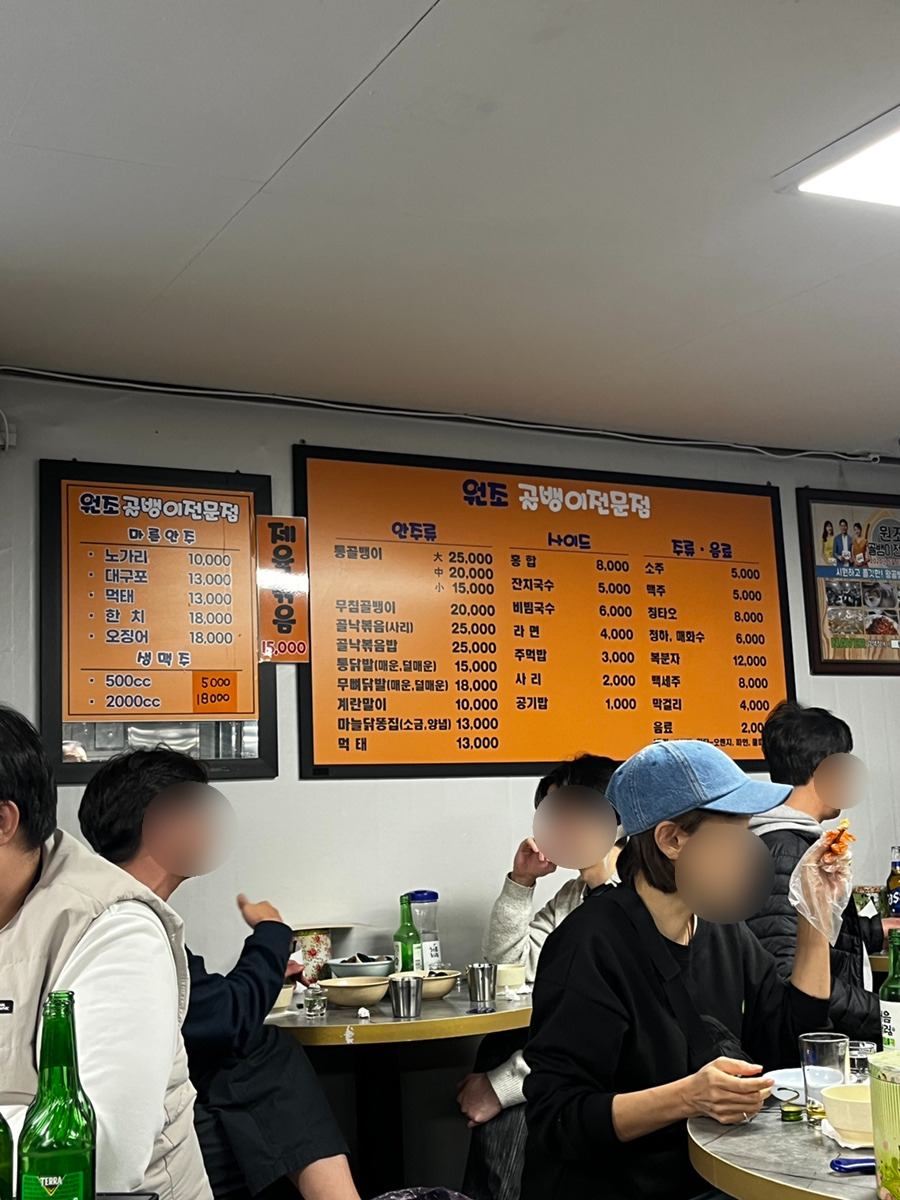 원조 골뱅이전문점
마른안주
· 노가리 10,000
· 대구포 13,000
· 먹태 13,000
· 한 치 18,000
· 오징어 18,000
생맥주
· 500cc 5000
· 2000cc 18000
제육볶음
15,000
원조 골뱅이전문점
안주류
통골뱅이 大 25,000
中 20,000
小 15,000
무침골뱅이 20,000
골낙볶음(사리) 25,000
골낙볶음밥 25,000
통닭발(매운,덜매운) 15,000
무뼈닭발(매운,덜매운) 18,000
계란말이 10,000
마늘닭똥집(소금,양념) 13,000
먹 태 13,000
사이드
홍 합 8,000
잔치국수 5,000
비빔국수 6,000
라 면 4,000
주먹밥 3,000
사 리 2,000
공기밥 1,000
주류 · 음료
소주 5,000
맥주 5,000
칭타오 8,000
청하, 매화수 6,000
복분자 12,000
백세주 8,000
막걸리 4,000
음료 2,00
원조
골뱅이전
TERRA